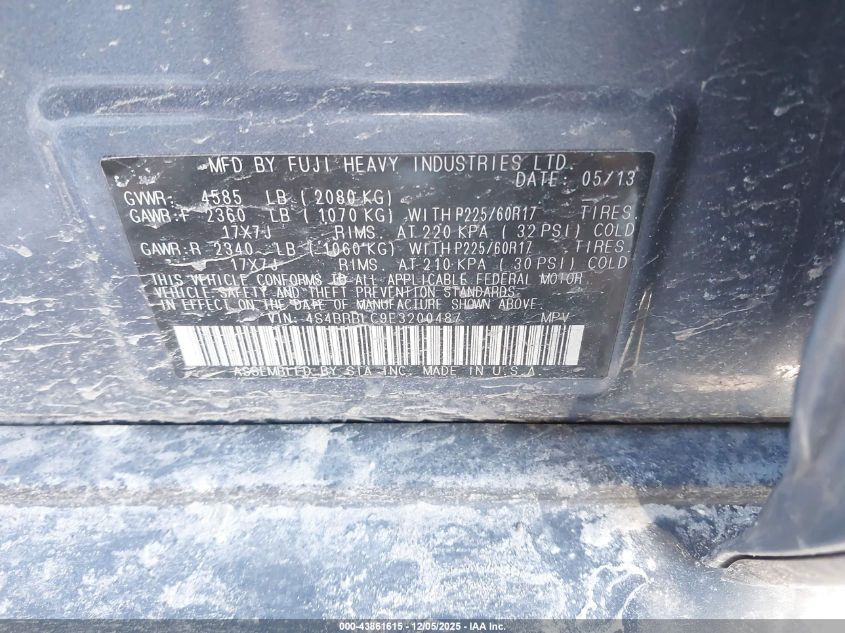 MFD BY FUJI HEAVY INDUSTRIES LTD.
DATE: 05/13
GVWR: 4585 LB ( 2080 KG)
GAWR:F 2360 LB ( 1070 KG) WITH P225/60R17 TIRES.
17X7J RIMS. AT 220 KPA ( 32 PSI) COLD
GAWR:R 2340 LB ( 1060 KG) WITH P225/60R17 TIRES.
17X7J RIMS. AT 210 KPA ( 30 PSI) COLD
THIS VEHICLE CONFORMS TO ALL APPLICABLE FEDERAL MOTOR
VEHICLE SAFETY AND THEFT PREVENTION STANDARDS
IN EFFECT ON THE DATE OF MANUFACTURE SHOWN ABOVE.
VIN: 4S4BRBLC9E3200487 MPV
ASSEMBLED BY SIA INC. MADE IN U.S.A.
000-43861615 - 12/05/2025 - IAA Inc.